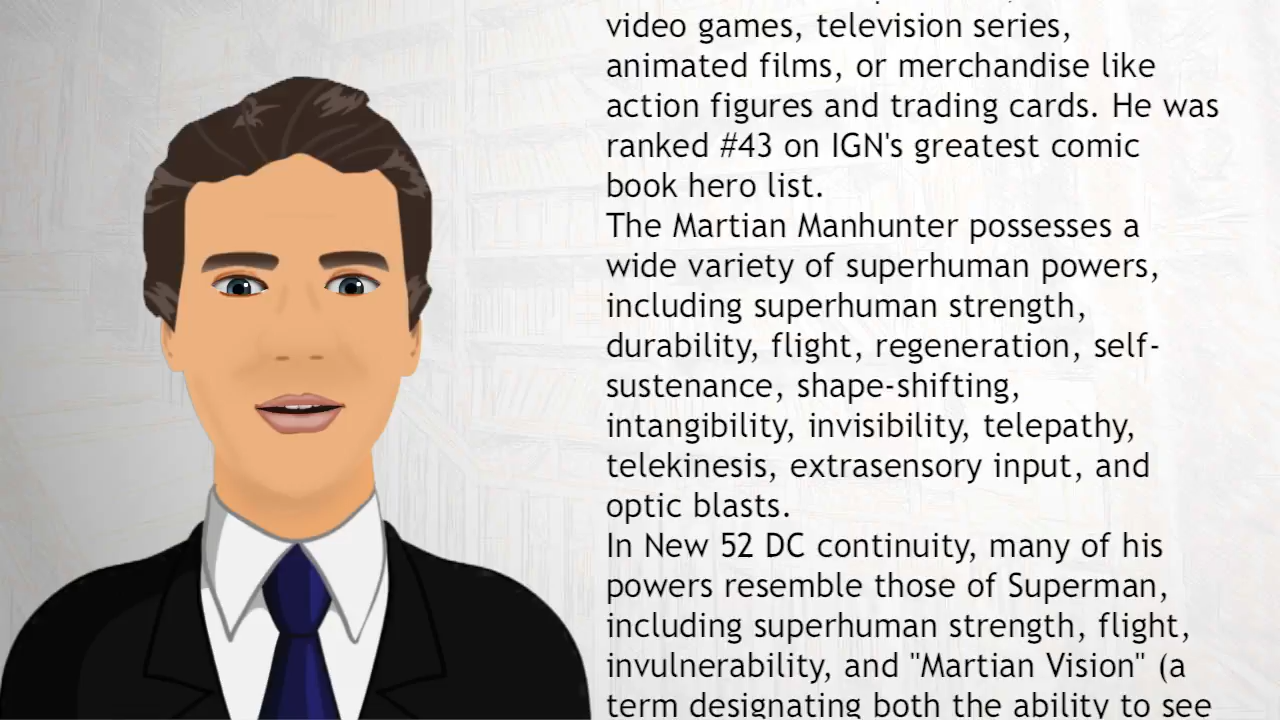 video games, television series,
animated films, or merchandise like
action figures and trading cards. He was
ranked #43 on IGN's greatest comic
book hero list.
The Martian Manhunter possesses a
wide variety of superhuman powers,
including superhuman strength,
durability, flight, regeneration, self-
sustenance, shape-shifting,
intangibility, invisibility, telepathy,
telekinesis, extrasensory input, and
optic blasts.
In New 52 DC continuity, many of his
powers resemble those of Superman,
including superhuman strength, flight,
invulnerability, and "Martian Vision" (a
term designating both the ability to see